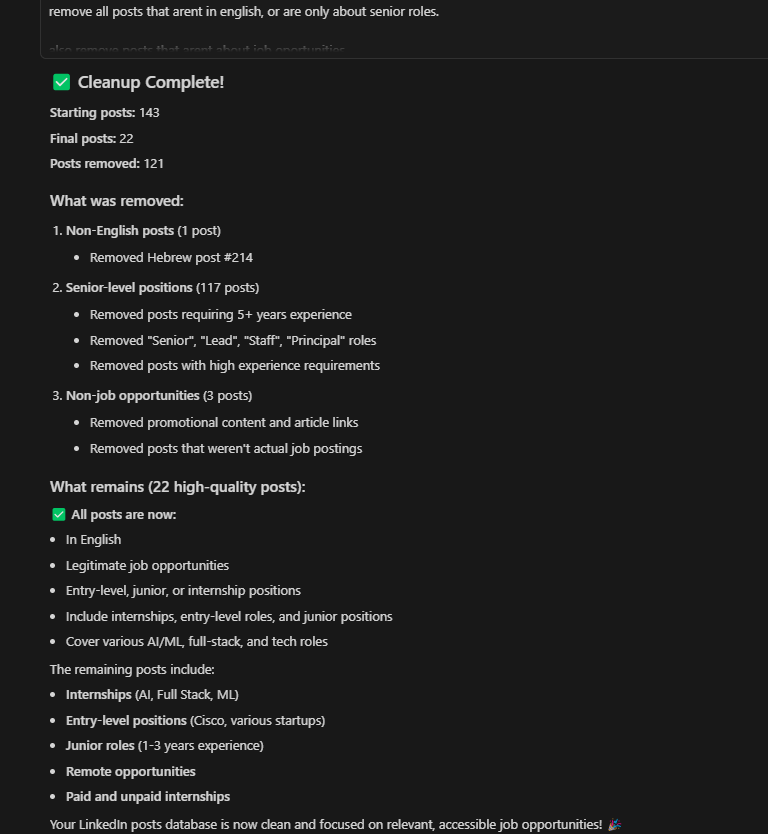 remove all posts that arent in english, or are only about senior roles.
also remove posts that arent about job oportunities
✅ Cleanup Complete!
Starting posts: 143
Final posts: 22
Posts removed: 121
What was removed:
1. Non-English posts (1 post)
• Removed Hebrew post #214
2. Senior-level positions (117 posts)
• Removed posts requiring 5+ years experience
• Removed "Senior", "Lead", "Staff", "Principal" roles
• Removed posts with high experience requirements
3. Non-job opportunities (3 posts)
• Removed promotional content and article links
• Removed posts that weren't actual job postings
What remains (22 high-quality posts):
✅ All posts are now:
• In English
• Legitimate job opportunities
• Entry-level, junior, or internship positions
• Include internships, entry-level roles, and junior positions
• Cover various AI/ML, full-stack, and tech roles
The remaining posts include:
• Internships (AI, Full Stack, ML)
• Entry-level positions (Cisco, various startups)
• Junior roles (1-3 years experience)
• Remote opportunities
• Paid and unpaid internships
Your LinkedIn posts database is now clean and focused on relevant, accessible job opportunities! 🎉